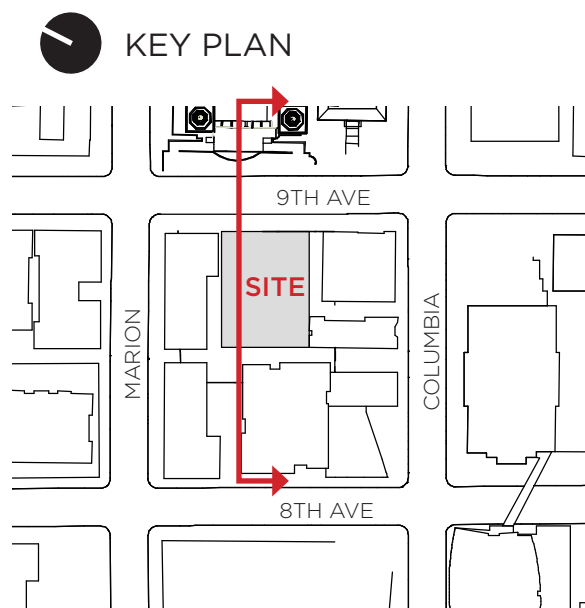 KEY PLAN
9TH AVE
SITE
MARION
COLUMBIA
8TH AVE